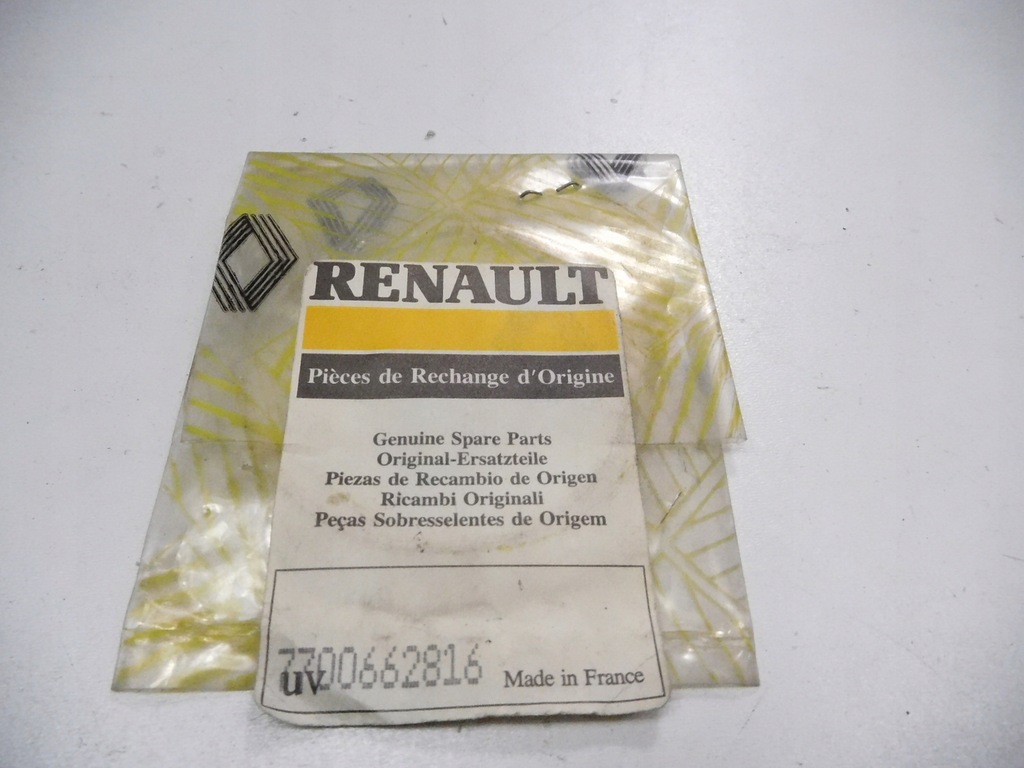 RENAULT
Pièces de Rechange d'Origine
Genuine Spare Parts
Original-Ersatzteile
Piezas de Recambio de Origen
Ricambi Originali
Peças Sobresselentes de Origem
7700662816
UV Made in France